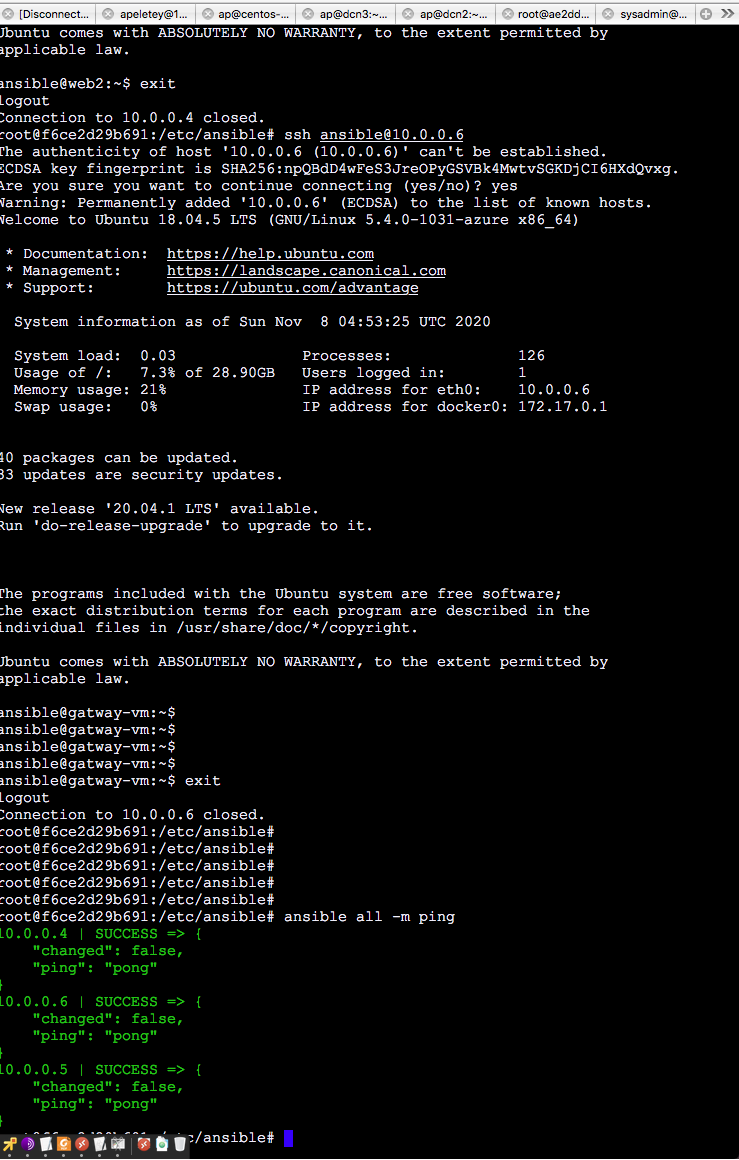 [Disconnect... apeletey@1... ap@centos-... ap@dcn3:~... ap@dcn2:~... root@ae2dd... sysadmin@...
Ubuntu comes with ABSOLUTELY NO WARRANTY, to the extent permitted by
applicable law.
ansible@web2:~$ exit
logout
Connection to 10.0.0.4 closed.
root@f6ce2d29b691:/etc/ansible# ssh ansible@10.0.0.6
The authenticity of host '10.0.0.6 (10.0.0.6)' can't be established.
ECDSA key fingerprint is SHA256:npQBdD4wFeS3JreOPyGSVBk4MwtvSGKDjCI6HXdQvxg.
Are you sure you want to continue connecting (yes/no)? yes
Warning: Permanently added '10.0.0.6' (ECDSA) to the list of known hosts.
Welcome to Ubuntu 18.04.5 LTS (GNU/Linux 5.4.0-1031-azure x86_64)
* Documentation: https://help.ubuntu.com
* Management: https://landscape.canonical.com
* Support: https://ubuntu.com/advantage
System information as of Sun Nov 8 04:53:25 UTC 2020
System load: 0.03 Processes: 126
Usage of /: 7.3% of 28.90GB Users logged in: 1
Memory usage: 21% IP address for eth0: 10.0.0.6
Swap usage: 0% IP address for docker0: 172.17.0.1
40 packages can be updated.
33 updates are security updates.
New release '20.04.1 LTS' available.
Run 'do-release-upgrade' to upgrade to it.
The programs included with the Ubuntu system are free software;
the exact distribution terms for each program are described in the
individual files in /usr/share/doc/*/copyright.
Ubuntu comes with ABSOLUTELY NO WARRANTY, to the extent permitted by
applicable law.
ansible@gatway-vm:~$
ansible@gatway-vm:~$
ansible@gatway-vm:~$
ansible@gatway-vm:~$
ansible@gatway-vm:~$ exit
logout
Connection to 10.0.0.6 closed.
root@f6ce2d29b691:/etc/ansible#
root@f6ce2d29b691:/etc/ansible#
root@f6ce2d29b691:/etc/ansible#
root@f6ce2d29b691:/etc/ansible#
root@f6ce2d29b691:/etc/ansible#
root@f6ce2d29b691:/etc/ansible# ansible all -m ping
10.0.0.4 | SUCCESS => {
"changed": false,
"ping": "pong"
}
10.0.0.6 | SUCCESS => {
"changed": false,
"ping": "pong"
}
10.0.0.5 | SUCCESS => {
"changed": false,
"ping": "pong"
}
/ansible#